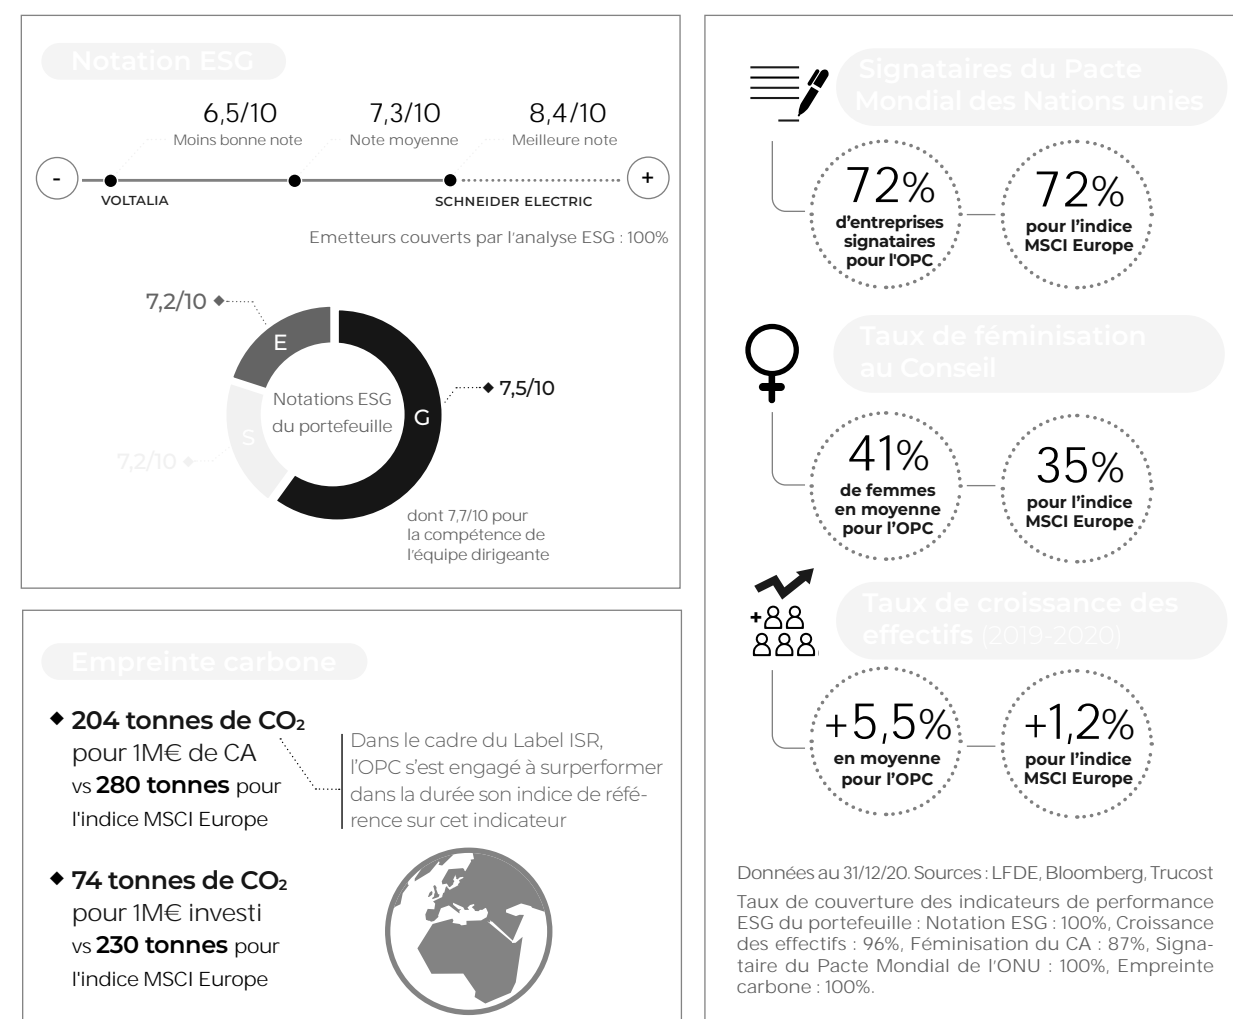 Notation ESG
6,5/10
Moins bonne note
7,3/10
Note moyenne
8,4/10
Meilleure note
-
+
VOLTALIA
SCHNEIDER ELECTRIC
Emetteurs couverts par l'analyse ESG : 100%
7,2/10
E
Notations ESG
du portefeuille
G
7,5/10
S
7,2/10
dont 7,7/10 pour
la compétence de
l'équipe dirigeante
Empreinte carbone
204 tonnes de CO₂
pour 1M€ de CA
vs 280 tonnes pour
l'indice MSCI Europe
Dans le cadre du Label ISR,
l'OPC s'est engagé à surperformer
dans la durée son indice de réfé-
rence sur cet indicateur
74 tonnes de CO₂
pour 1M€ investi
vs 230 tonnes pour
l'indice MSCI Europe
Signataires du Pacte
Mondial des Nations unies
72%
d'entreprises
signataires
pour l'OPC
72%
pour l'indice
MSCI Europe
Taux de féminisation
au Conseil
41%
de femmes
en moyenne
pour l'OPC
35%
pour l'indice
MSCI Europe
Taux de croissance des
effectifs (2019-2020)
+5,5%
en moyenne
pour l'OPC
+1,2%
pour l'indice
MSCI Europe
Données au 31/12/20. Sources : LFDE, Bloomberg, Trucost
Taux de couverture des indicateurs de performance
ESG du portefeuille : Notation ESG : 100%, Croissance
des effectifs : 96%, Féminisation du CA : 87%, Signa-
taire du Pacte Mondial de l'ONU : 100%, Empreinte
carbone : 100%.